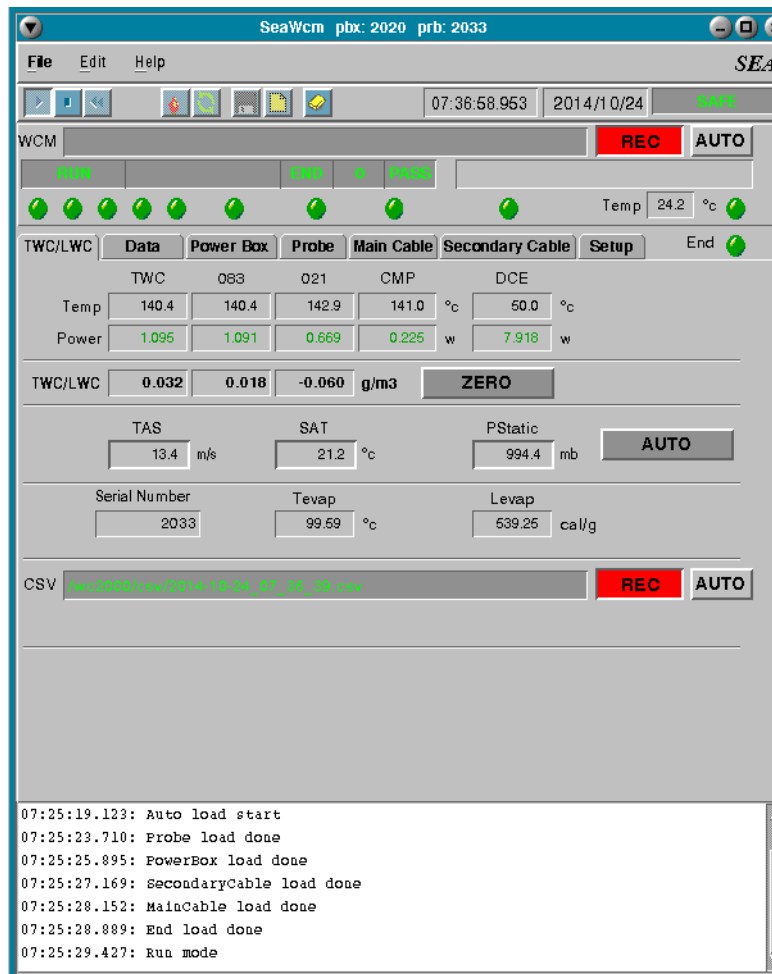 SeaWcm pbx: 2020 prb: 2033
File Edit Help SEA
07:36:58.953 2014/10/24 SAFE
WCM REC AUTO
RUN END 0 PASS
Temp 24.2 °c
TWC/LWC Data Power Box Probe Main Cable Secondary Cable Setup End
TWC 083 021 CMP DCE
Temp 140.4 140.4 142.9 141.0 °c 50.0 °c
Power 1.095 1.091 0.669 0.225 w 7.918 w
TWC/LWC 0.032 0.018 -0.060 g/m3 ZERO
TAS SAT PStatic
13.4 m/s 21.2 °c 994.4 mb AUTO
Serial Number Tevap Levap
2033 99.59 °c 539.25 cal/g
CSV REC AUTO
07:25:19.123: Auto load start
07:25:23.710: Probe load done
07:25:25.895: PowerBox load done
07:25:27.169: SecondaryCable load done
07:25:28.152: MainCable load done
07:25:28.889: End load done
07:25:29.427: Run mode